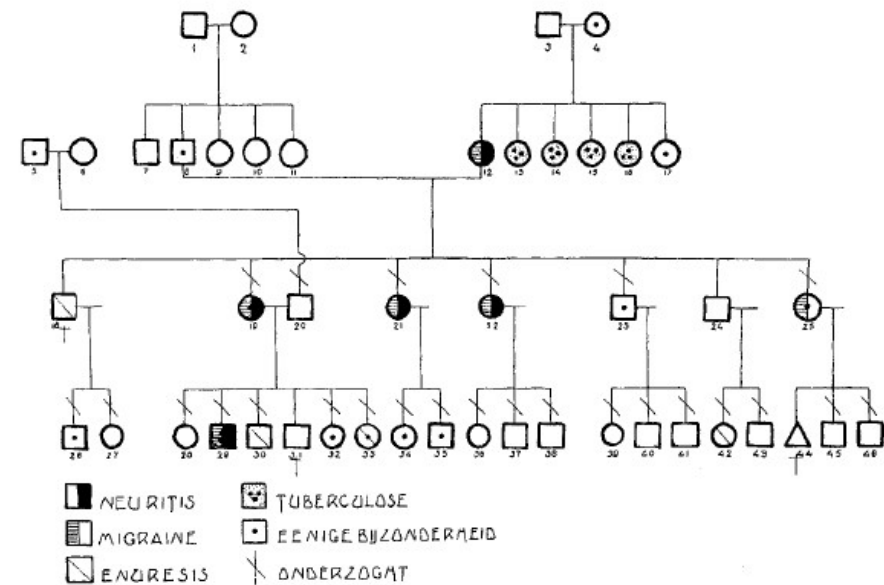 1 2 3 4
5 6 7 8 9 10 11 12 13 14 15 16 17
18 19 20 21 22 23 24 25
26 27 28 29 30 31 32 33 34 35 36 37 38 39 40 41 42 43 44 45 46
NEURITIS TUBERCULOSE
MIGRAINE EENIGE BIJZONDERHEID
ENURESIS ONDERZOCHT